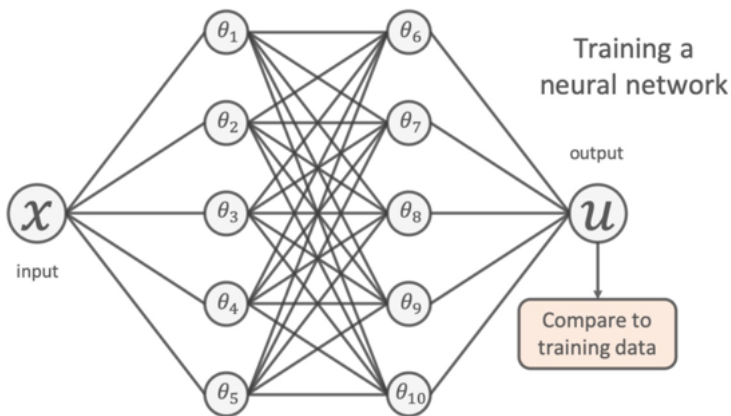 Training a
neural network
x
input
θ₁
θ₂
θ₃
θ₄
θ₅
θ₆
θ₇
θ₈
θ₉
θ₁₀
output
u
Compare to
training data